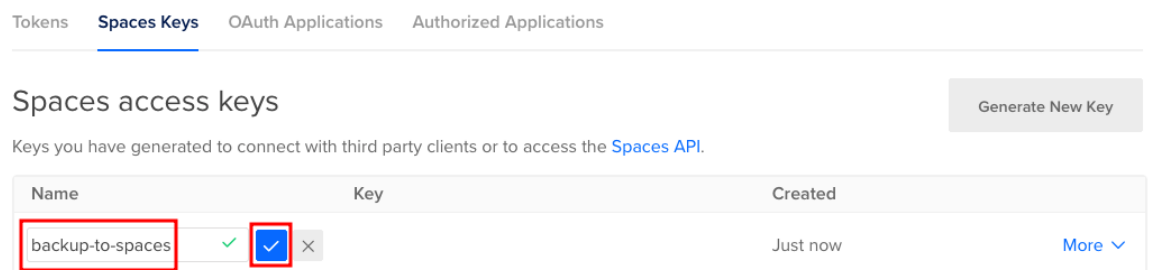 Tokens Spaces Keys OAuth Applications Authorized Applications
Spaces access keys
Generate New Key
Keys you have generated to connect with third party clients or to access the Spaces API.
Name Key Created
backup-to-spaces Just now More